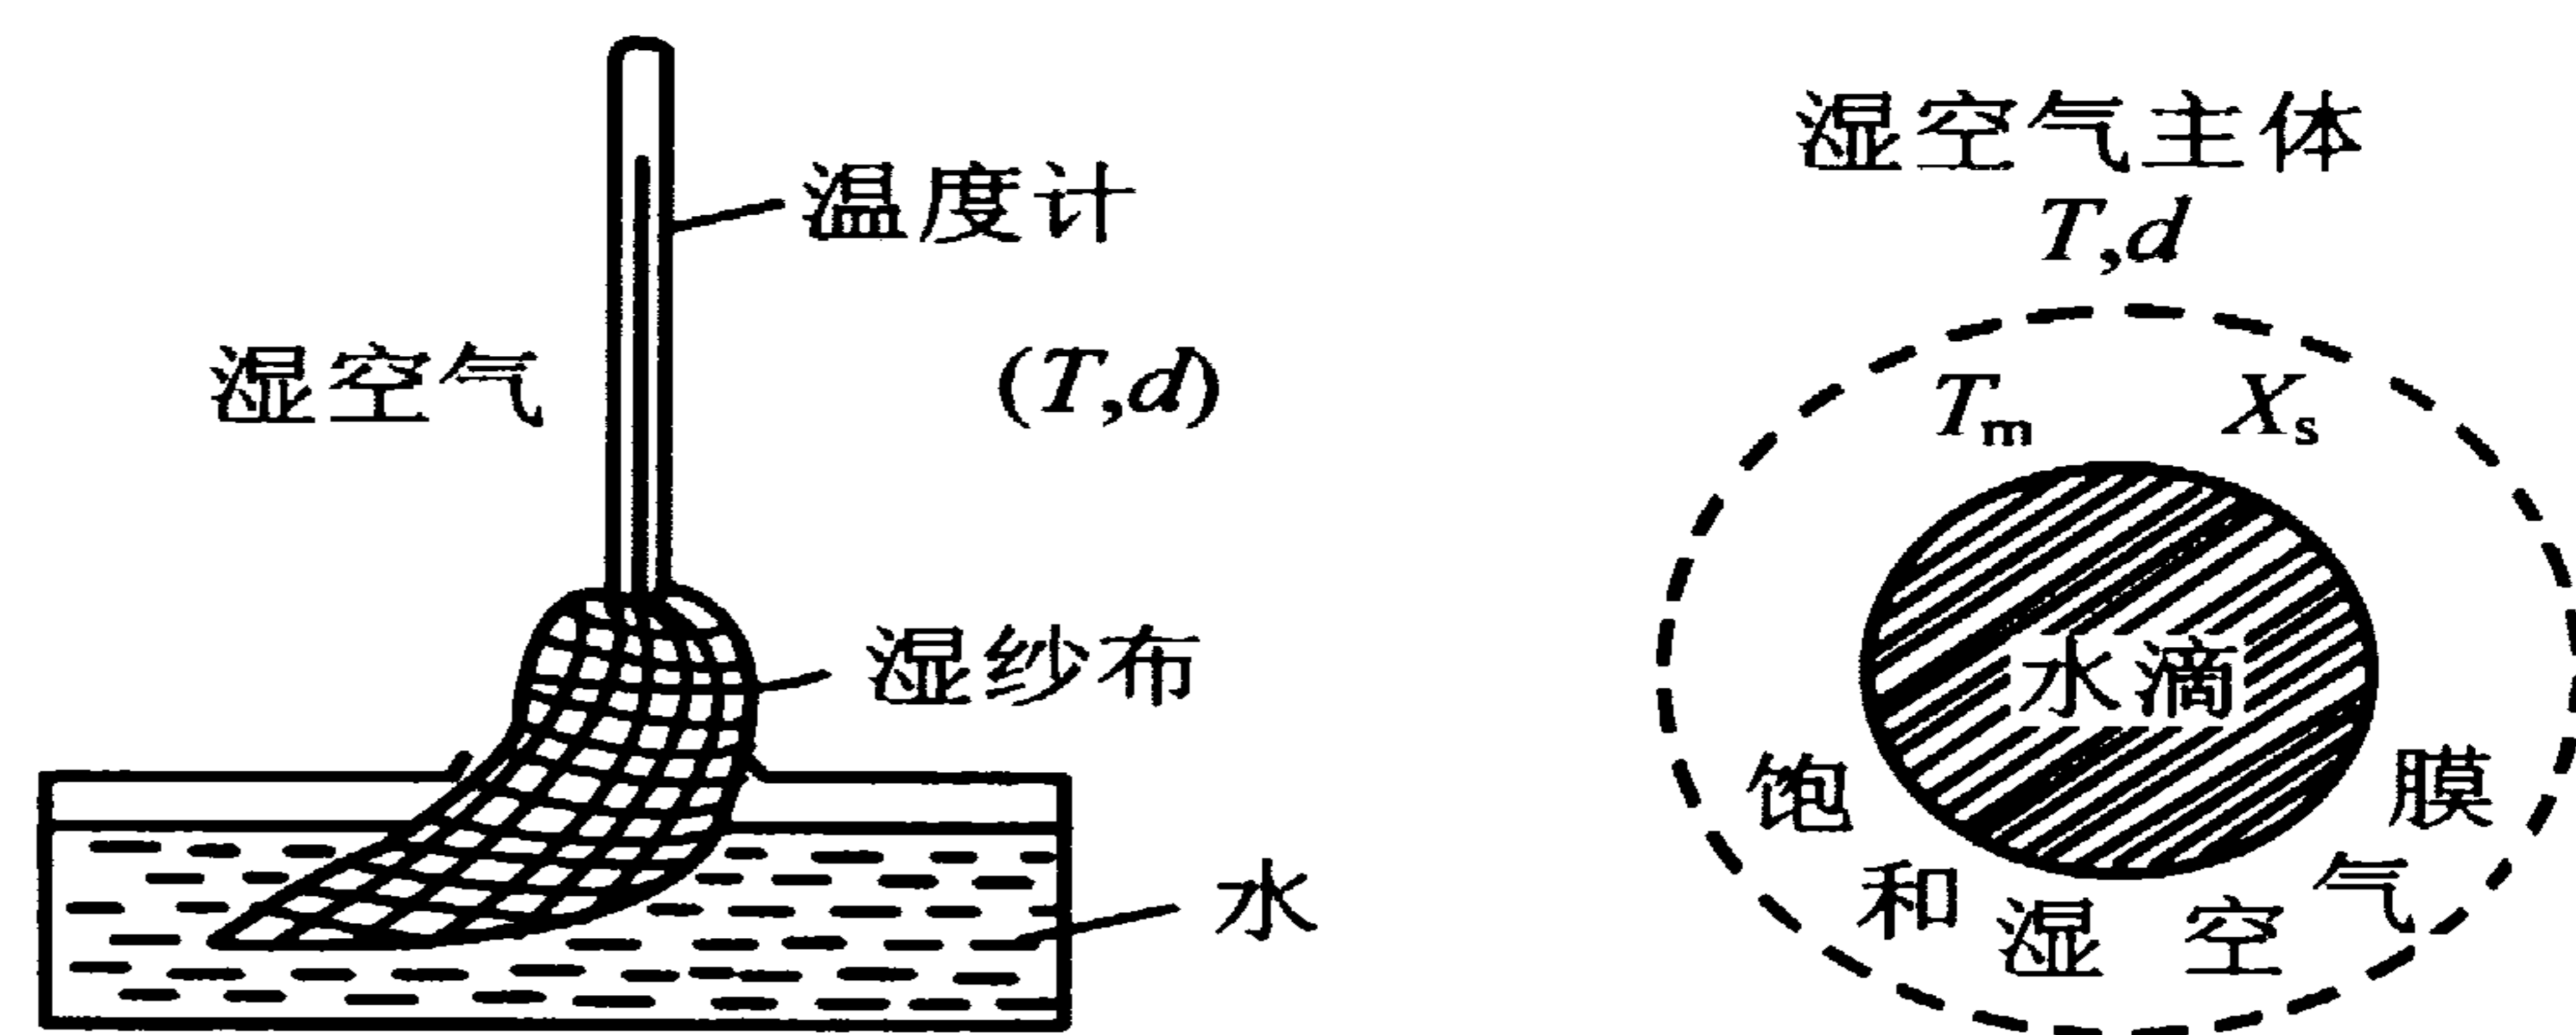 温度计
湿空气
(T,d)
湿纱布
水
湿空气主体
T,d
Tm Xs
水滴
饱和湿空气膜